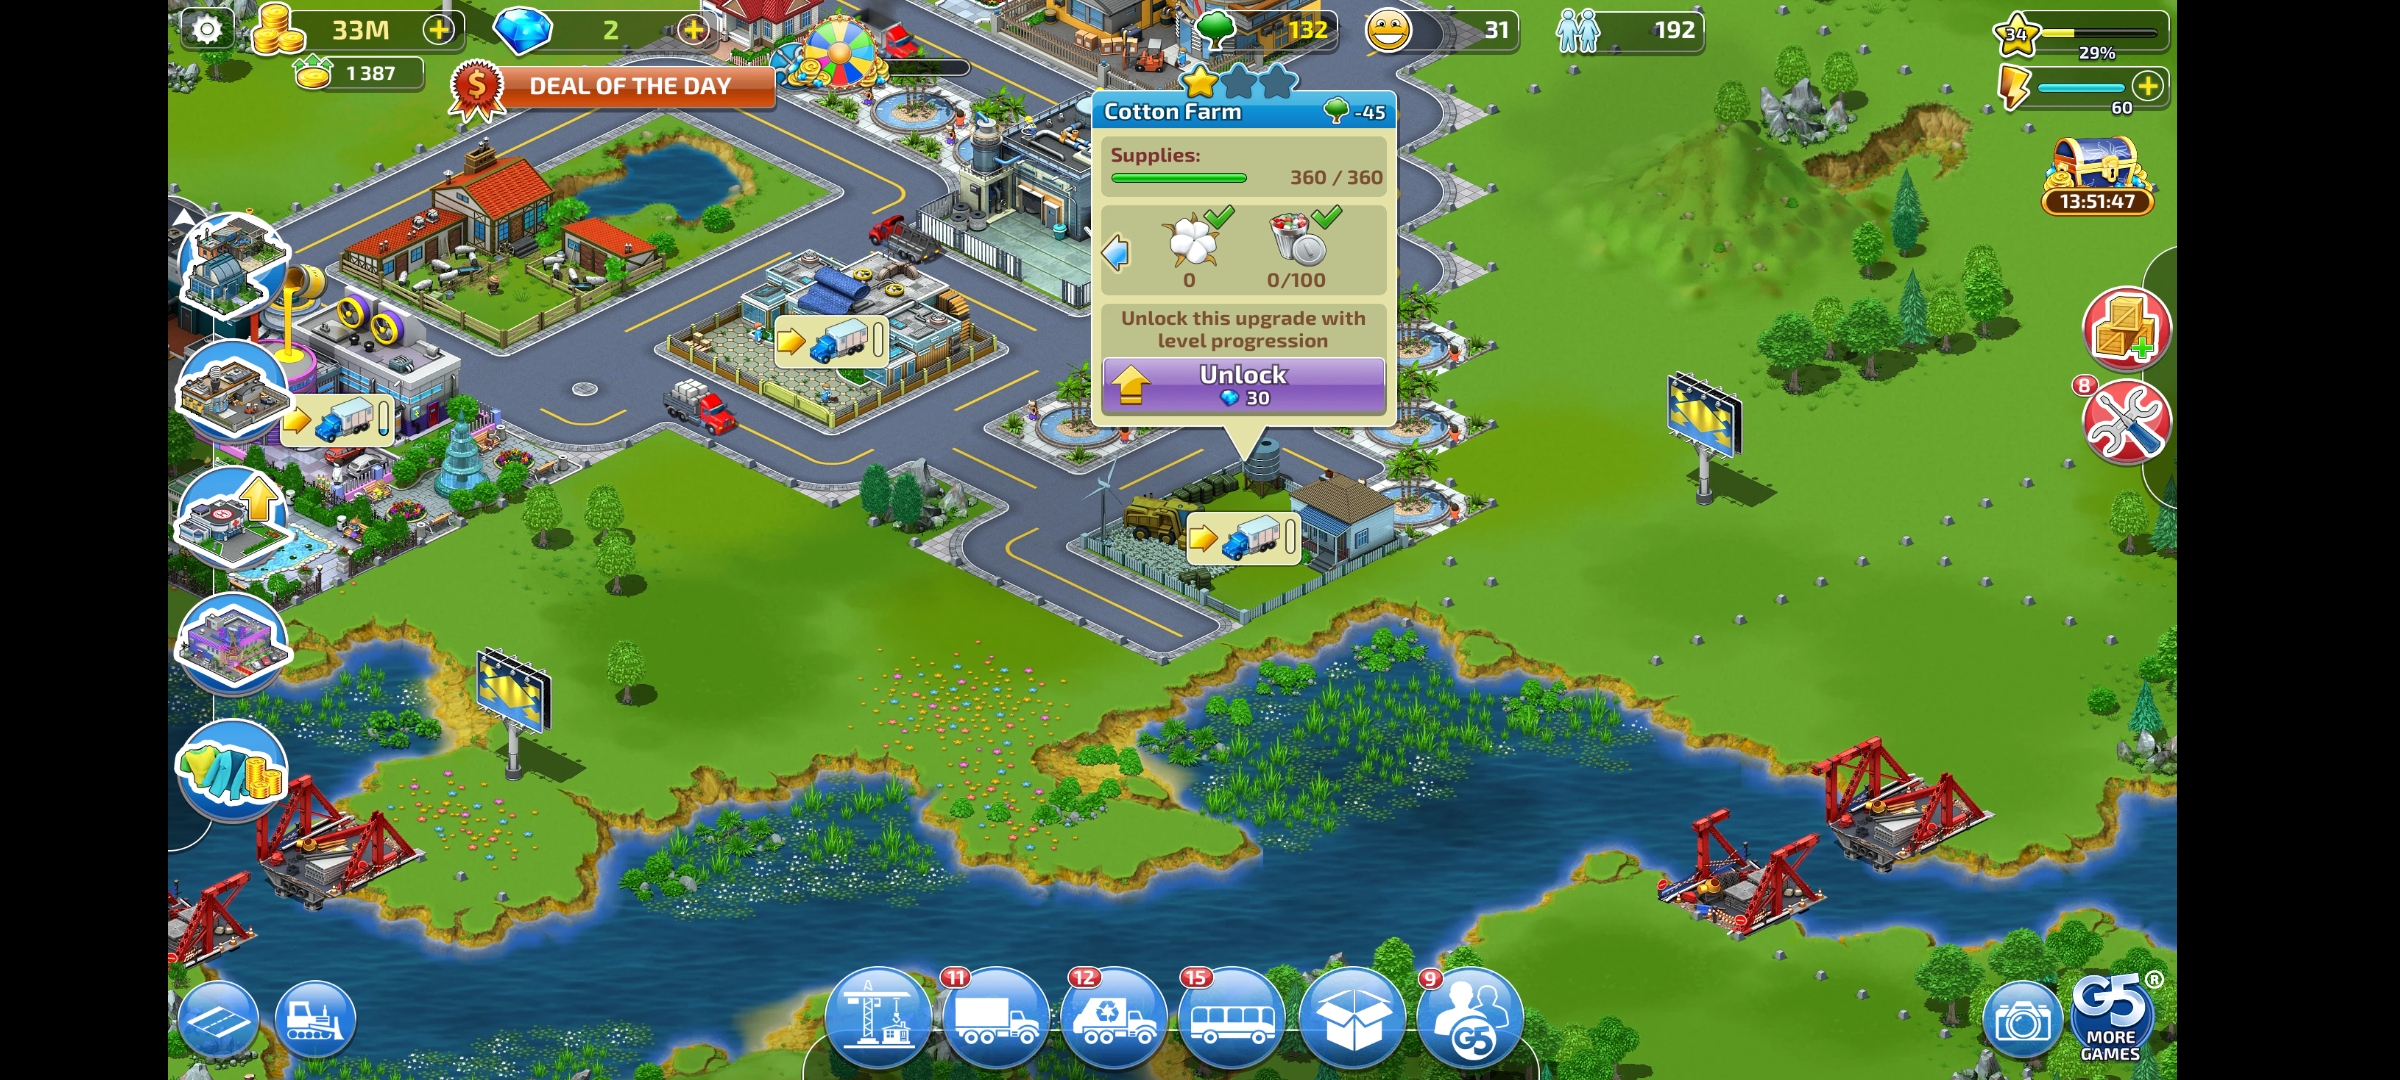 33M
2
132
31
192
34
29%
1 387
DEAL OF THE DAY
60
Cotton Farm
-45
Supplies:
360 / 360
13:51:47
0
0/100
Unlock this upgrade with
level progression
Unlock
30
8
11
12
15
9
A
G5
G5
®
MORE
GAMES